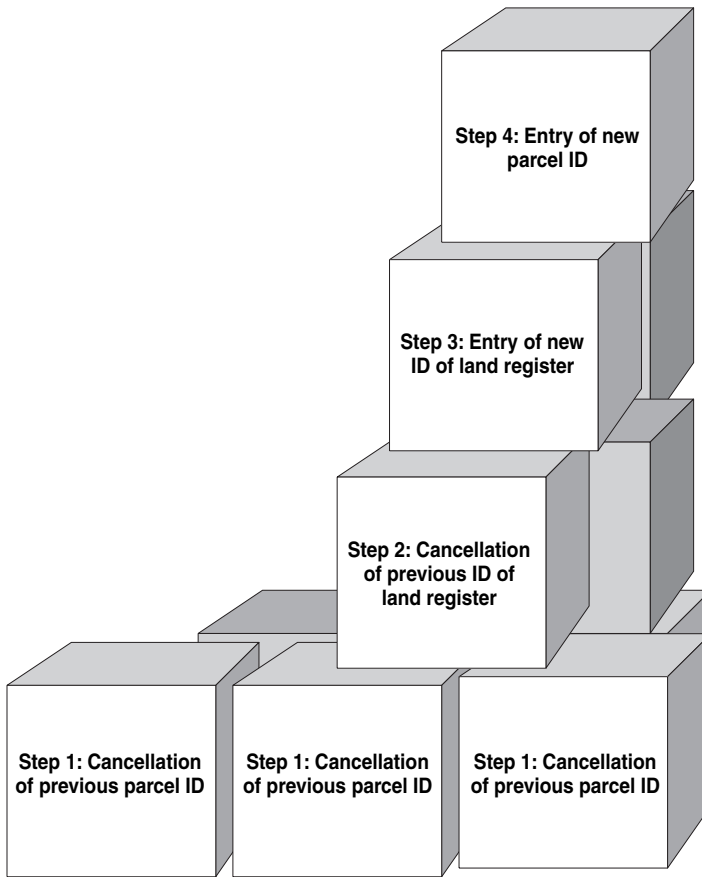 Step 4: Entry of new
parcel ID
Step 3: Entry of new
ID of land register
Step 2: Cancellation
of previous ID of
land register
Step 1: Cancellation
of previous parcel ID
Step 1: Cancellation
of previous parcel ID
Step 1: Cancellation
of previous parcel ID